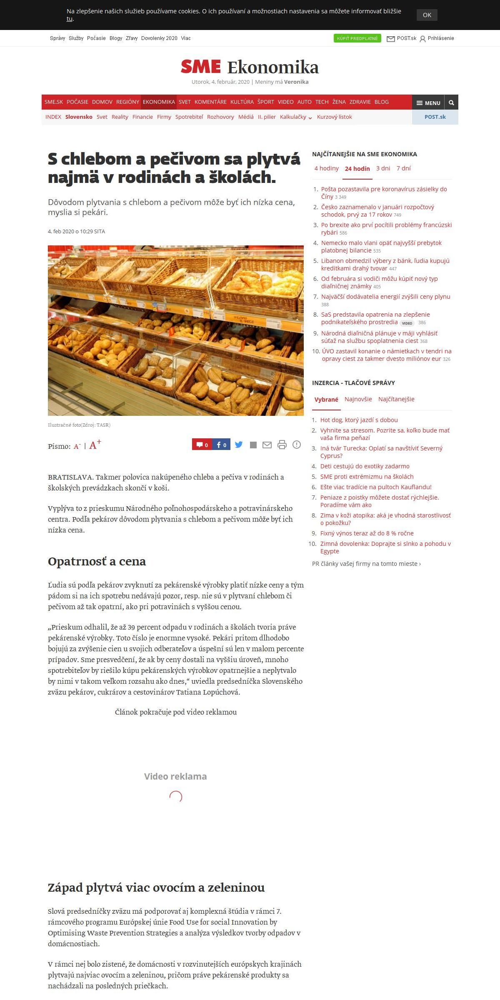 Na zlepšenie našich služieb používame cookies. O ich používaní a možnostiach nastavenia sa môžete informovať bližšie
tu.
OK
Správy Služby Počasie Blogy Zľavy Dovolenky 2020 Viac
KÚPIŤ PREDPLATNÉ POST.sk Prihlásenie
SME Ekonomika
Utorok, 4. február, 2020 | Meniny má Veronika
SME.SK POČASIE DOMOV REGIÓNY EKONOMIKA SVET KOMENTÁRE KULTÚRA ŠPORT VIDEO AUTO TECH ŽENA ZDRAVIE BLOG MENU
INDEX Slovensko Svet Reality Financie Firmy Spotrebiteľ Rozhovory Médiá II. pilier Kalkulačky Kurzový lístok POST.sk
S chlebom a pečivom sa plytvá
najmä v rodinách a školách.
Dôvodom plytvania s chlebom a pečivom môže byť ich nízka cena,
myslia si pekári.
4. feb 2020 o 10:29 SITA
Ilustračné foto(Zdroj: TASR)
Písmo: A- | A+
0 0
BRATISLAVA. Takmer polovica nakúpeného chleba a pečiva v rodinách a
školských prevádzkach skončí v koši.
Vyplýva to z prieskumu Národného poľnohospodárskeho a potravinárskeho
centra. Podľa pekárov dôvodom plytvania s chlebom a pečivom môže byť ich
nízka cena.
Opatrnosť a cena
Ľudia sú podľa pekárov zvyknutí za pekárenské výrobky platiť nízke ceny a tým
pádom si na ich spotrebu nedávajú pozor, resp. nie sú v plytvaní chlebom či
pečivom až tak opatrní, ako pri potravinách s vyššou cenou.
„Prieskum odhalil, že až 39 percent odpadu v rodinách a školách tvoria práve
pekárenské výrobky. Toto číslo je enormne vysoké. Pekári pritom dlhodobo
bojujú za zvýšenie cien u svojich odberateľov a úspešní sú len v malom percente
prípadov. Sme presvedčení, že ak by ceny dostali na vyššiu úroveň, mnoho
spotrebiteľov by riešilo kúpu pekárenských výrobkov opatrnejšie a neplytvalo
by nimi v takom veľkom rozsahu ako dnes,“ uviedla predsedníčka Slovenského
zväzu pekárov, cukrárov a cestovinárov Tatiana Lopúchová.
Článok pokračuje pod video reklamou
Video reklama
Západ plytvá viac ovocím a zeleninou
Slová predsedníčky zväzu má podporovať aj komplexná štúdia v rámci 7.
rámcového programu Európskej únie Food Use for social Innovation by
Optimising Waste Prevention Strategies a analýza výsledkov tvorby odpadov v
domácnostiach.
V rámci nej bolo zistené, že domácnosti v rozvinutejších európskych krajinách
plytvajú najviac ovocím a zeleninou, pričom práve pekárenské produkty sa
nachádzali na posledných priečkach.
NAJČÍTANEJŠIE NA SME EKONOMIKA
4 hodiny 24 hodín 3 dni 7 dní
1. Pošta pozastavila pre koronavírus zásielky do
Číny 3 349
2. Česko zaznamenalo v januári rozpočtový
schodok, prvý za 17 rokov 749
3. Po brexite ako prví pocítili problémy francúzski
rybári 586
4. Nemecko malo vlani opäť najvyšší prebytok
platobnej bilancie 535
5. Libanon obmedzil výbery z bánk, ľudia kupujú
kreditkami drahý tvovar 447
6. Od februára si vodiči môžu kúpiť nový typ
diaľničnej známky 405
7. Najväčší dodávatelia energií zvýšili ceny plynu
388
8. SaS predstavila opatrenia na zlepšenie
podnikateľského prostredia VIDEO 386
9. Národná diaľničná plánuje v máji vyhlásiť
súťaž na službu spoplatnenia ciest 368
10. ÚVO zastavil konanie o námietkach v tendri na
opravy ciest za takmer dvesto miliónov eur 326
INZERCIA - TLAČOVÉ SPRÁVY
Vybrané Najnovšie Najčítanejšie
1. Hot dog, ktorý jazdí s dobou
2. Vyhnite sa stresom. Pozrite sa, koľko bude mať
vaša firma peňazí
3. Iná tvár Turecka: Oplatí sa navštíviť Severný
Cyprus?
4. Deti cestujú do exotiky zadarmo
5. SME proti extrémizmu na školách
6. Ešte viac tradície na pultoch Kauflandu!
7. Peniaze z poistky môžete dostať rýchlejšie.
Poradíme vám ako
8. Zima v koži atopika: aká je vhodná starostlivosť
o pokožku?
9. Fixný výnos teraz až do 8 % ročne
10. Zimná dovolenka: Doprajte si slnko a pohodu v
Egypte
PR články vašej firmy na tomto mieste ›